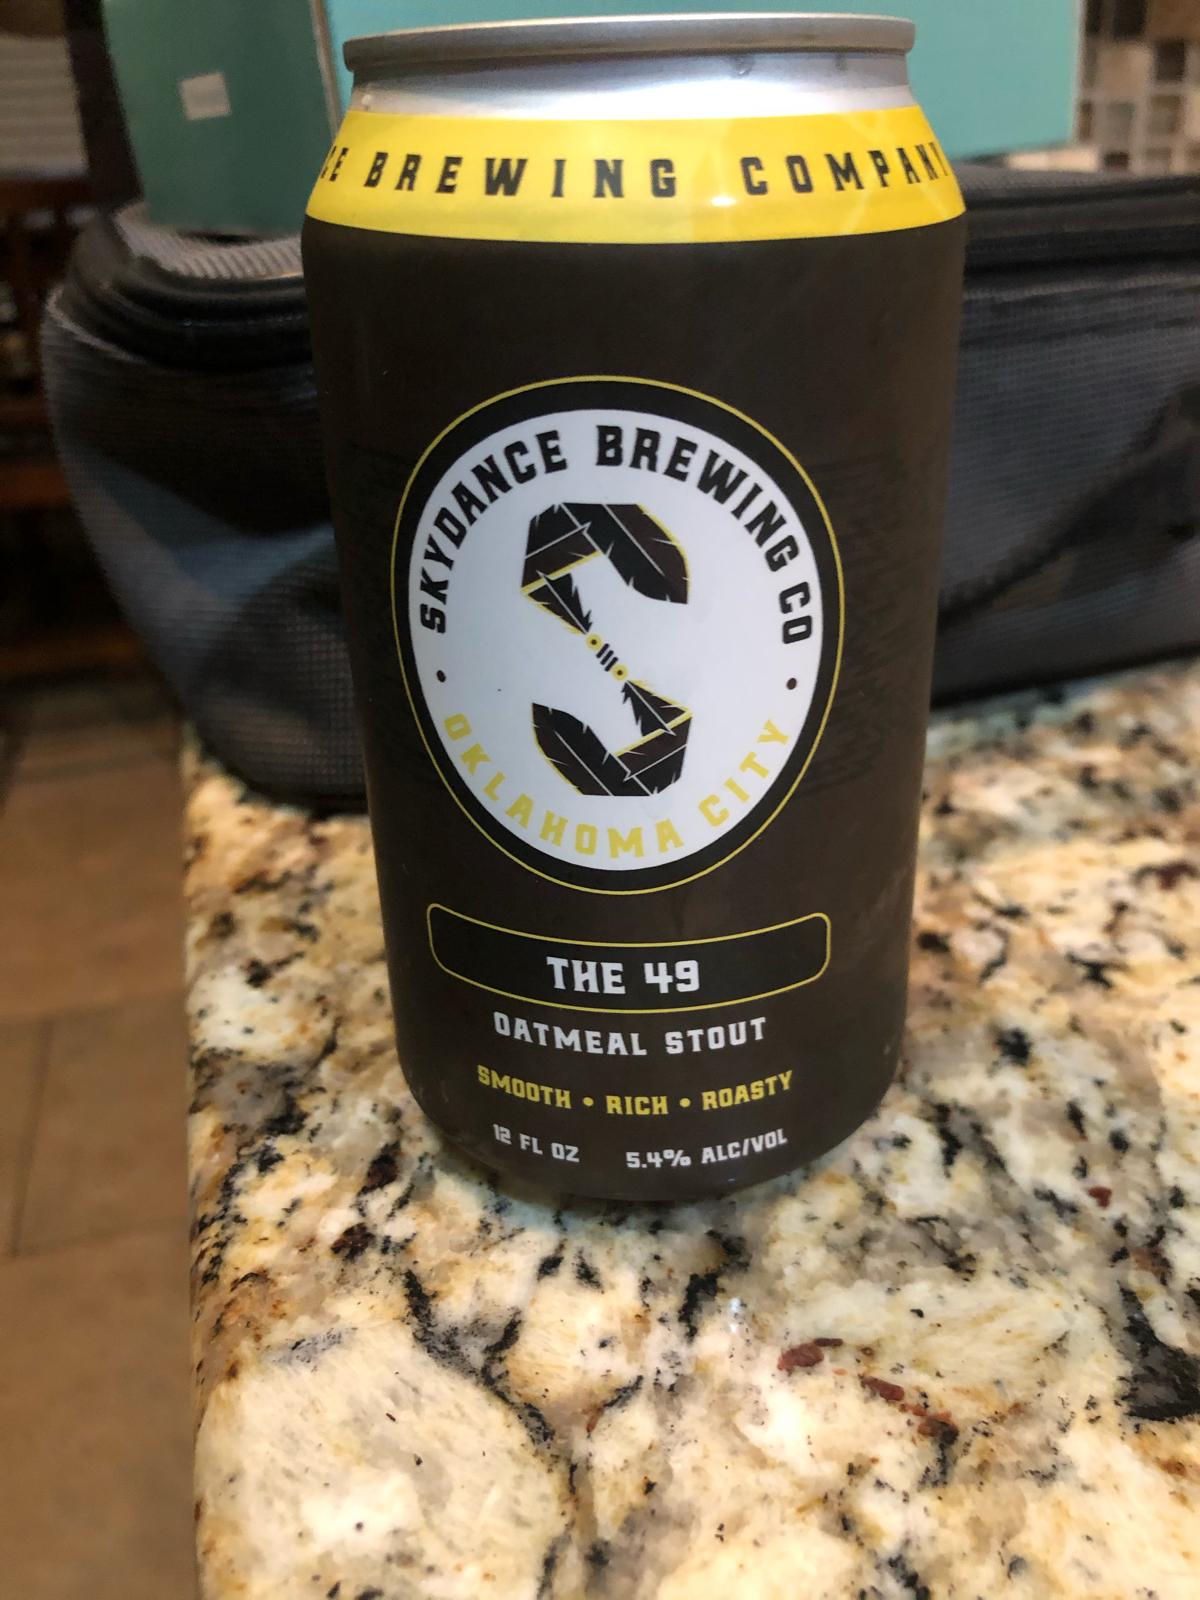 BREWING COMPANY
SKYDANCE BREWING CO
OKLAHOMA CITY
THE 49
OATMEAL STOUT
SMOOTH • RICH • ROASTY
12 FL OZ 5.4% ALC/VOL